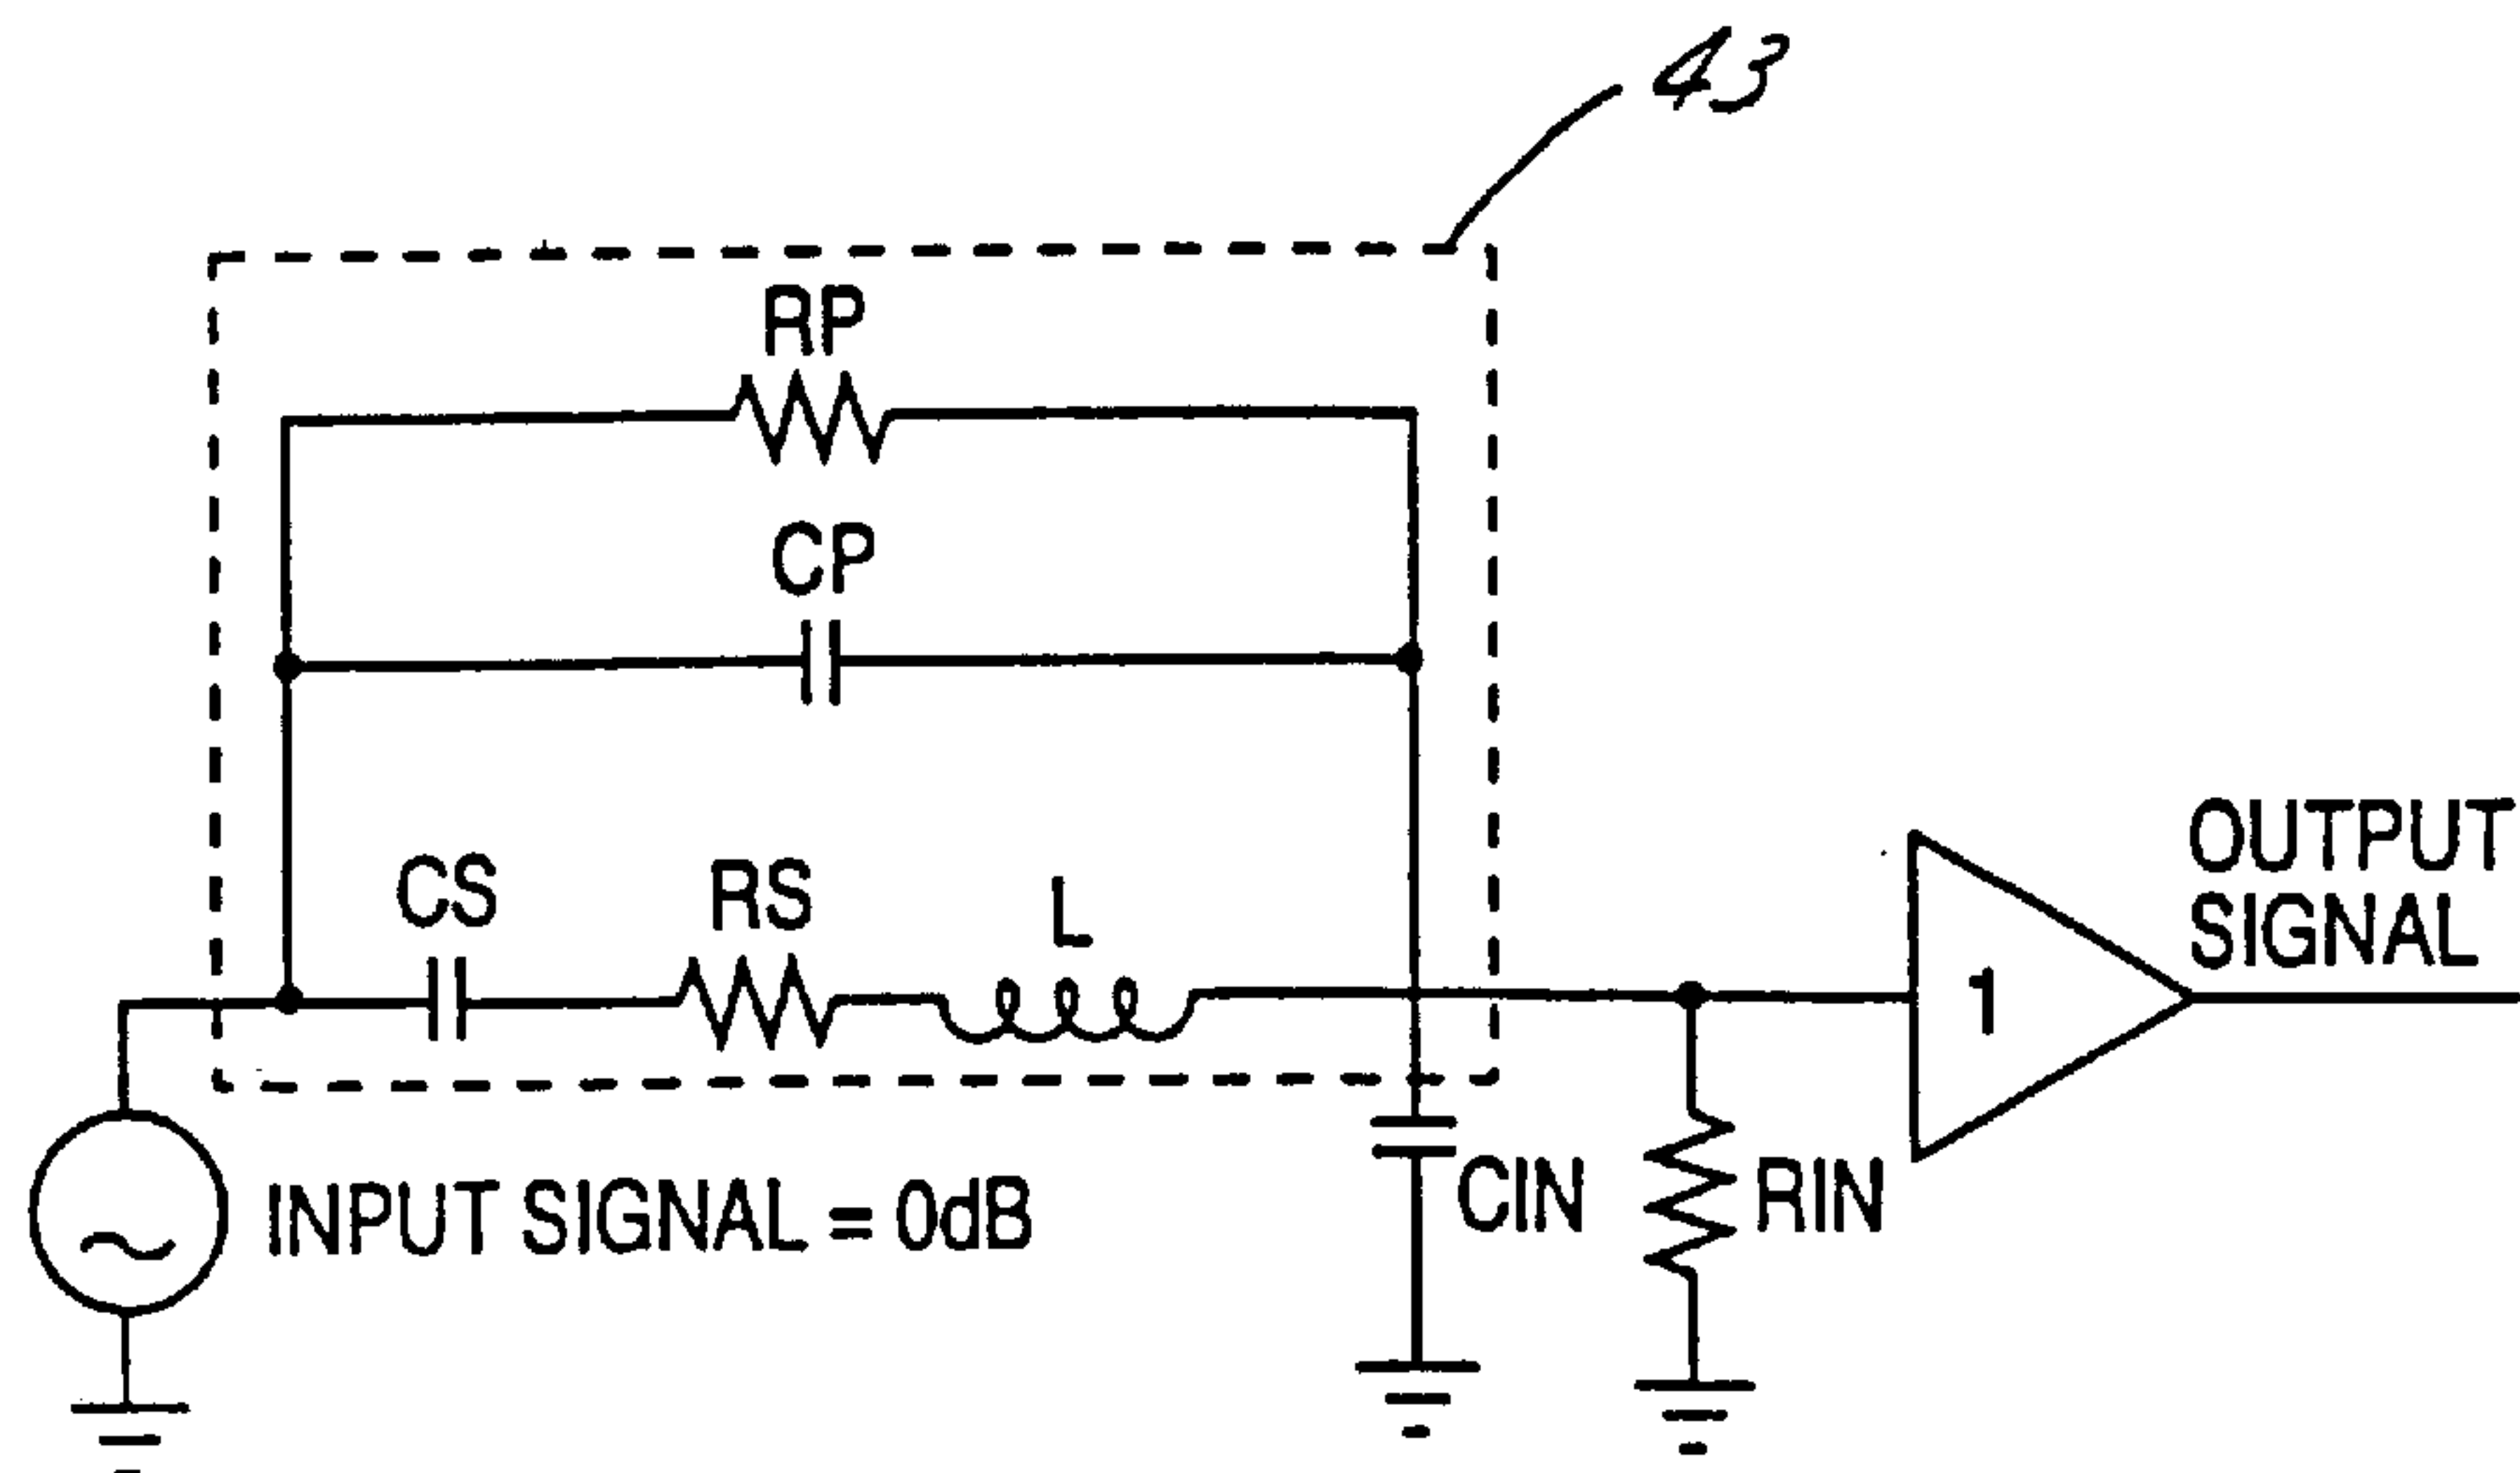 43
RP
CP
CS RS L
OUTPUT
SIGNAL
1
INPUT SIGNAL = 0dB
CIN
RIN